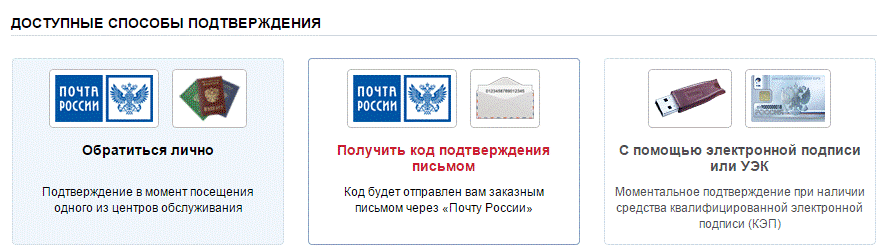 ДОСТУПНЫЕ СПОСОБЫ ПОДТВЕРЖДЕНИЯ
ПОЧТА
РОССИИ
Обратиться лично
Подтверждение в момент посещения
одного из центров обслуживания
ПОЧТА
РОССИИ
Получить код подтверждения
письмом
Код будет отправлен вам заказным
письмом через «Почту России»
С помощью электронной подписи
или УЭК
Моментальное подтверждение при наличии
средства квалифицированной электронной
подписи (КЭП)